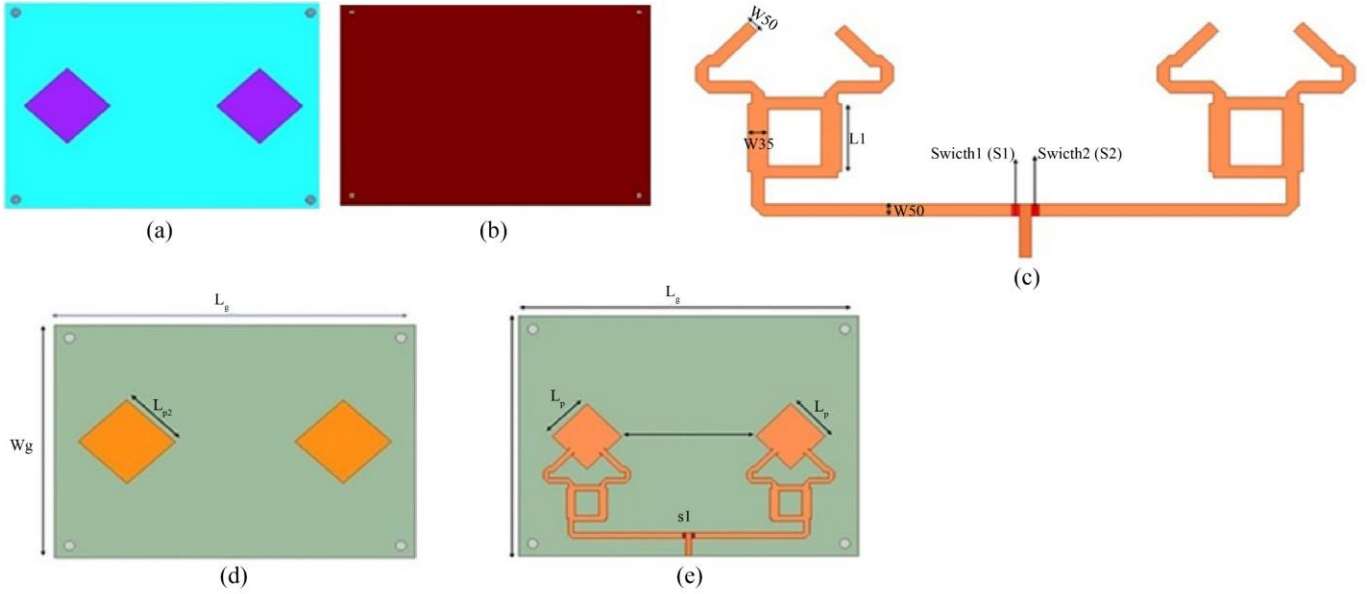 W50
W35
L1
Swicth1 (S1)
Swicth2 (S2)
W50
(a)
(b)
(c)
Lg
Wg
Lp2
(d)
Lg
Lp
Lp
s1
(e)